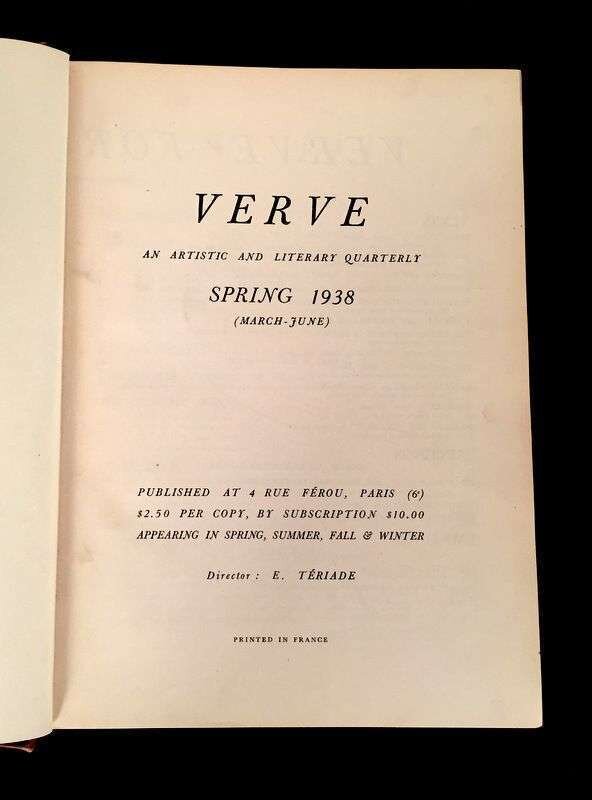 VERVE
AN ARTISTIC AND LITERARY QUARTERLY
SPRING 1938
(MARCH-JUNE)
PUBLISHED AT 4 RUE FÉROU, PARIS (6ᵉ)
$2.50 PER COPY, BY SUBSCRIPTION $10.00
APPEARING IN SPRING, SUMMER, FALL & WINTER
Director : E. TÉRIADE
PRINTED IN FRANCE